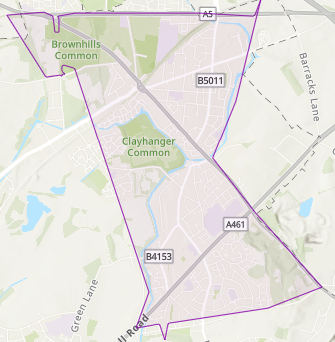 A5
Brownhills
Common
B5011
Barracks Lane
Clayhanger
Common
A461
B4153
Green Lane
ll Road